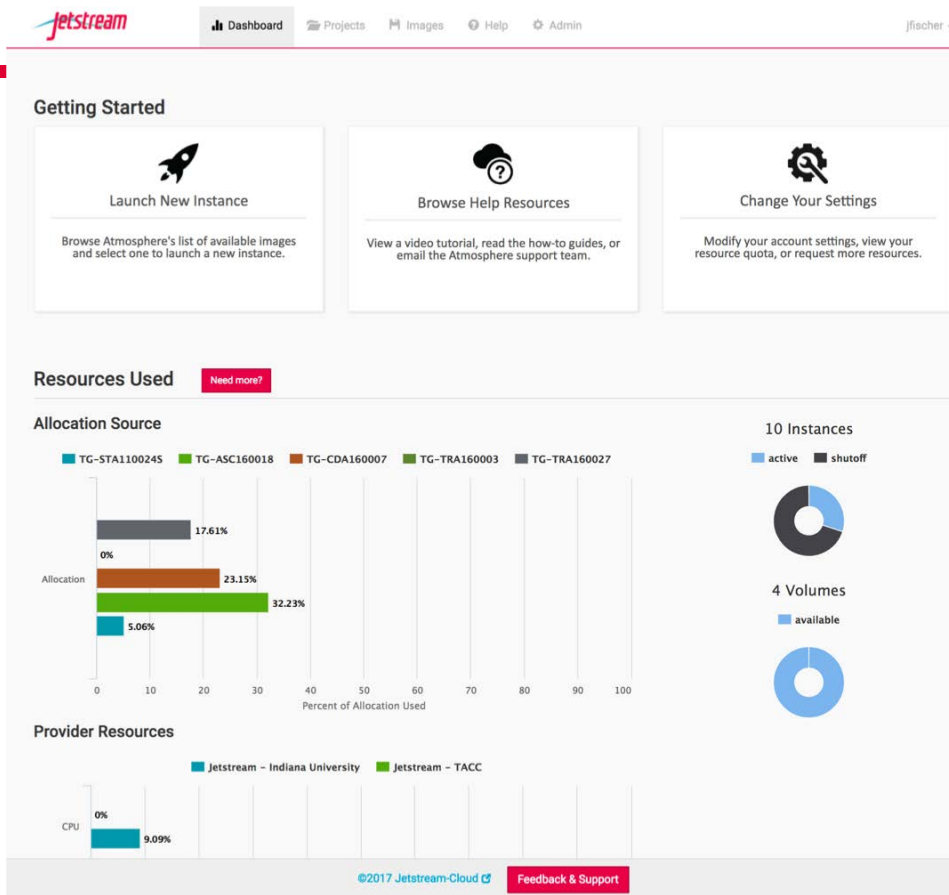 Jetstream
Dashboard Projects Images Help Admin jfischer
Getting Started
Launch New Instance
Browse Atmosphere's list of available images
and select one to launch a new instance.
Browse Help Resources
View a video tutorial, read the how-to guides, or
email the Atmosphere support team.
Change Your Settings
Modify your account settings, view your
resource quota, or request more resources.
Resources Used Need more?
Allocation Source
TG-STA110024S TG-ASC160018 TG-CDA160007 TG-TRA160003 TG-TRA160027
17.61%
0%
Allocation
23.15%
32.23%
5.06%
0 10 20 30 40 50 60 70 80 90 100
Percent of Allocation Used
10 Instances
active shutoff
4 Volumes
available
Provider Resources
Jetstream – Indiana University Jetstream – TACC
CPU
0%
9.09%
©2017 Jetstream-Cloud Feedback & Support